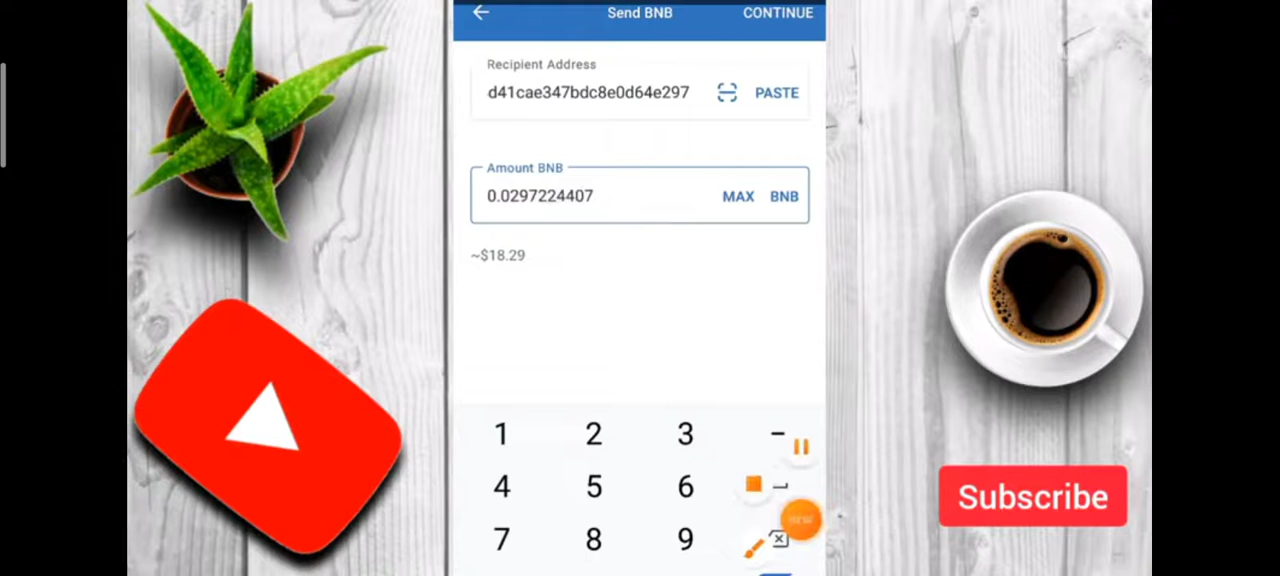 Send BNB
CONTINUE
Recipient Address
d41cae347bdc8e0d64e297
PASTE
Amount BNB
0.0297224407
MAX
BNB
~$18.29
1 2 3 –
4 5 6
7 8 9
Subscribe